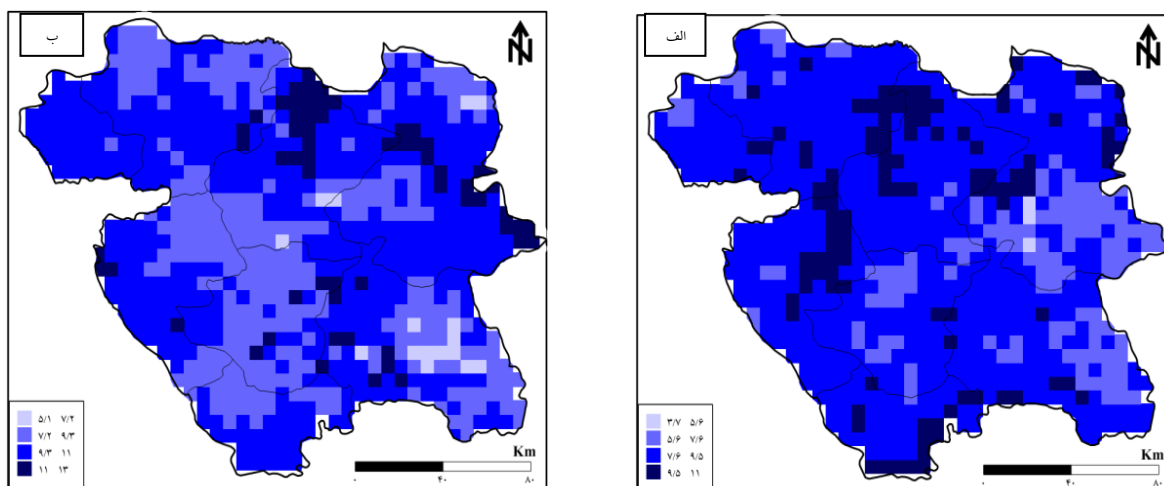 الف
N
۳/۷ ۵/۶
۵/۶ ۷/۶
۷/۶ ۹/۵
۹/۵ ۱۱
Km
۰ ۴۰ ۸۰
ب
N
۵/۱ ۷/۲
۷/۲ ۹/۳
۹/۳ ۱۱
۱۱ ۱۳
Km
۰ ۴۰ ۸۰